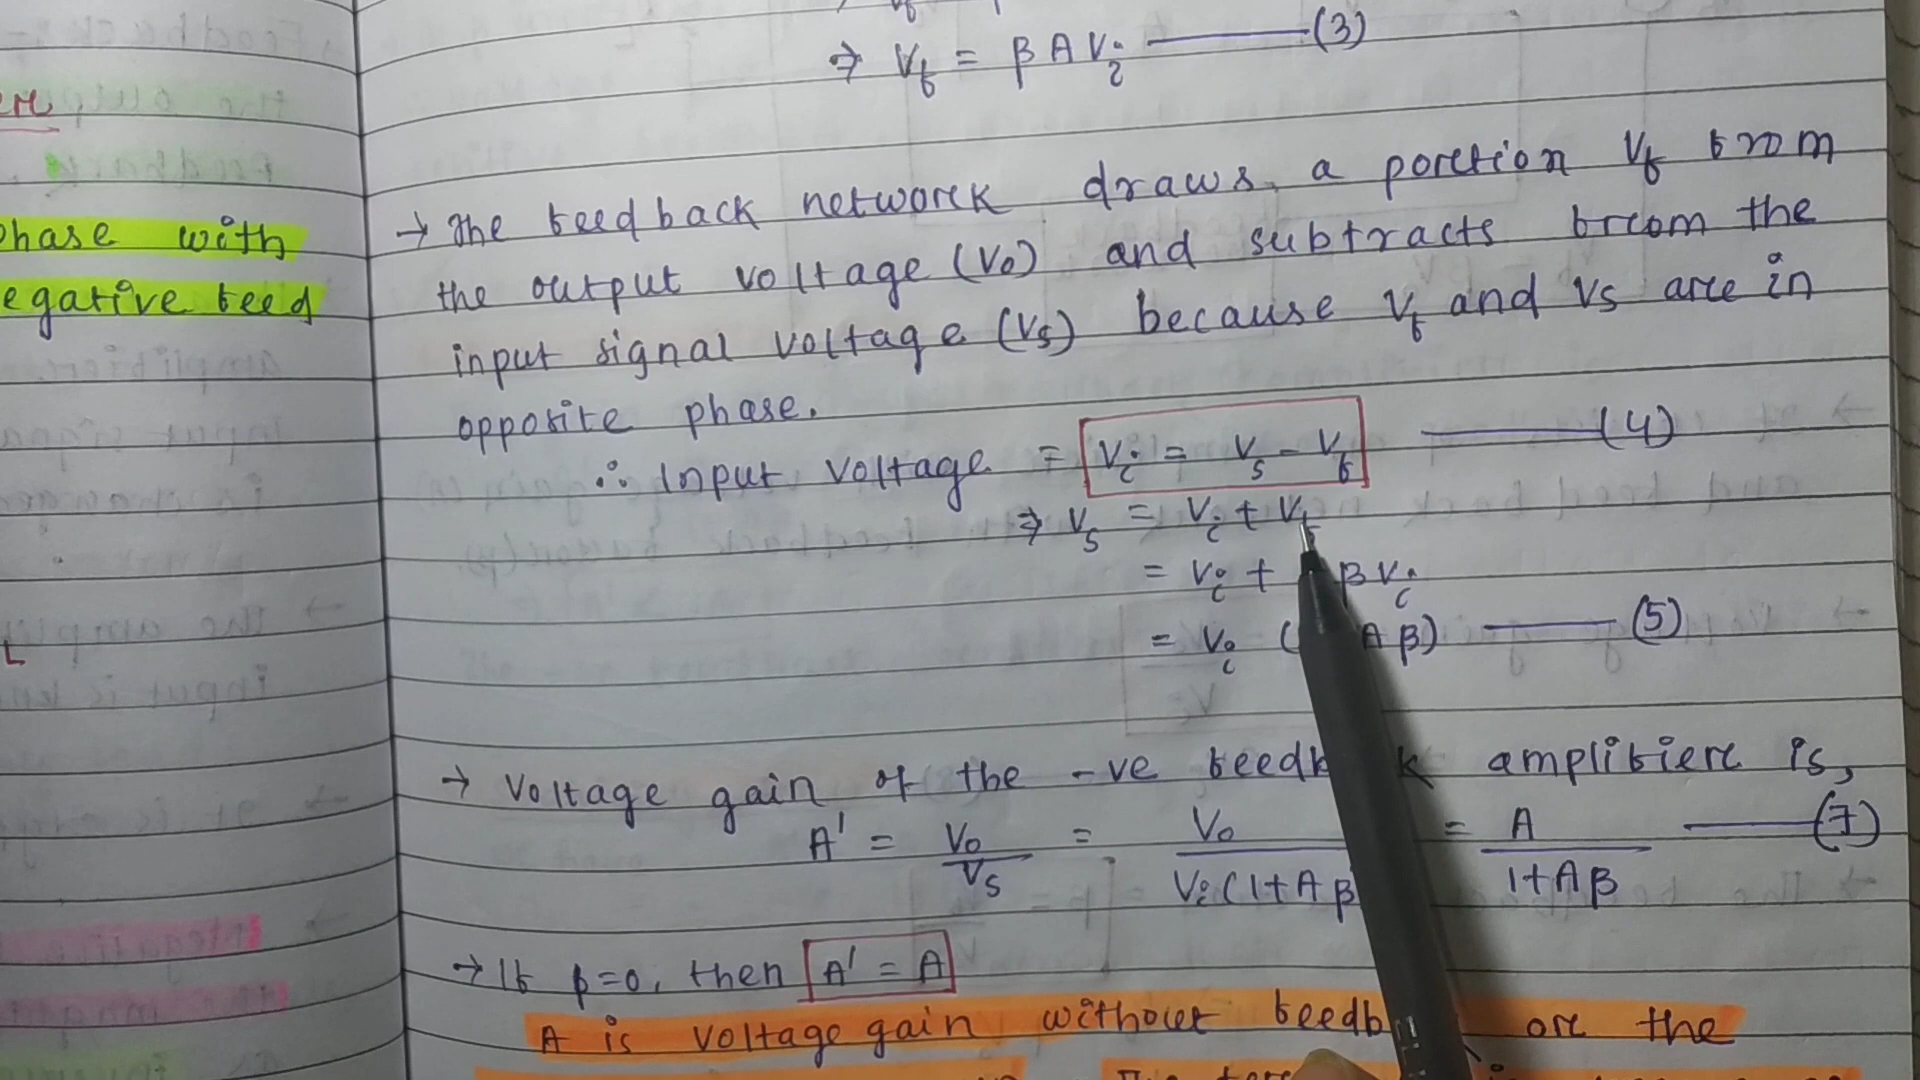 ⇒ Vf = β A Vi ——— (3)
→ The feedback network draws a portion Vf from
the output voltage (Vo) and subtracts from the
input signal voltage (Vs) because Vf and Vs are in
opposite phase.
∴ Input voltage = Vi = Vs - Vf ——— (4)
⇒ Vs = Vi + Vf
= Vi + βVi
= Vi ( Aβ) ——— (5)
→ Voltage gain of the -ve feedb k amplifier is,
A' = Vo/Vs = Vo/Vi(1+Aβ = A/1+Aβ ——— (7)
→ If β=0, then A' = A
A is voltage gain without feedb or the
ere
phase with
egative feed